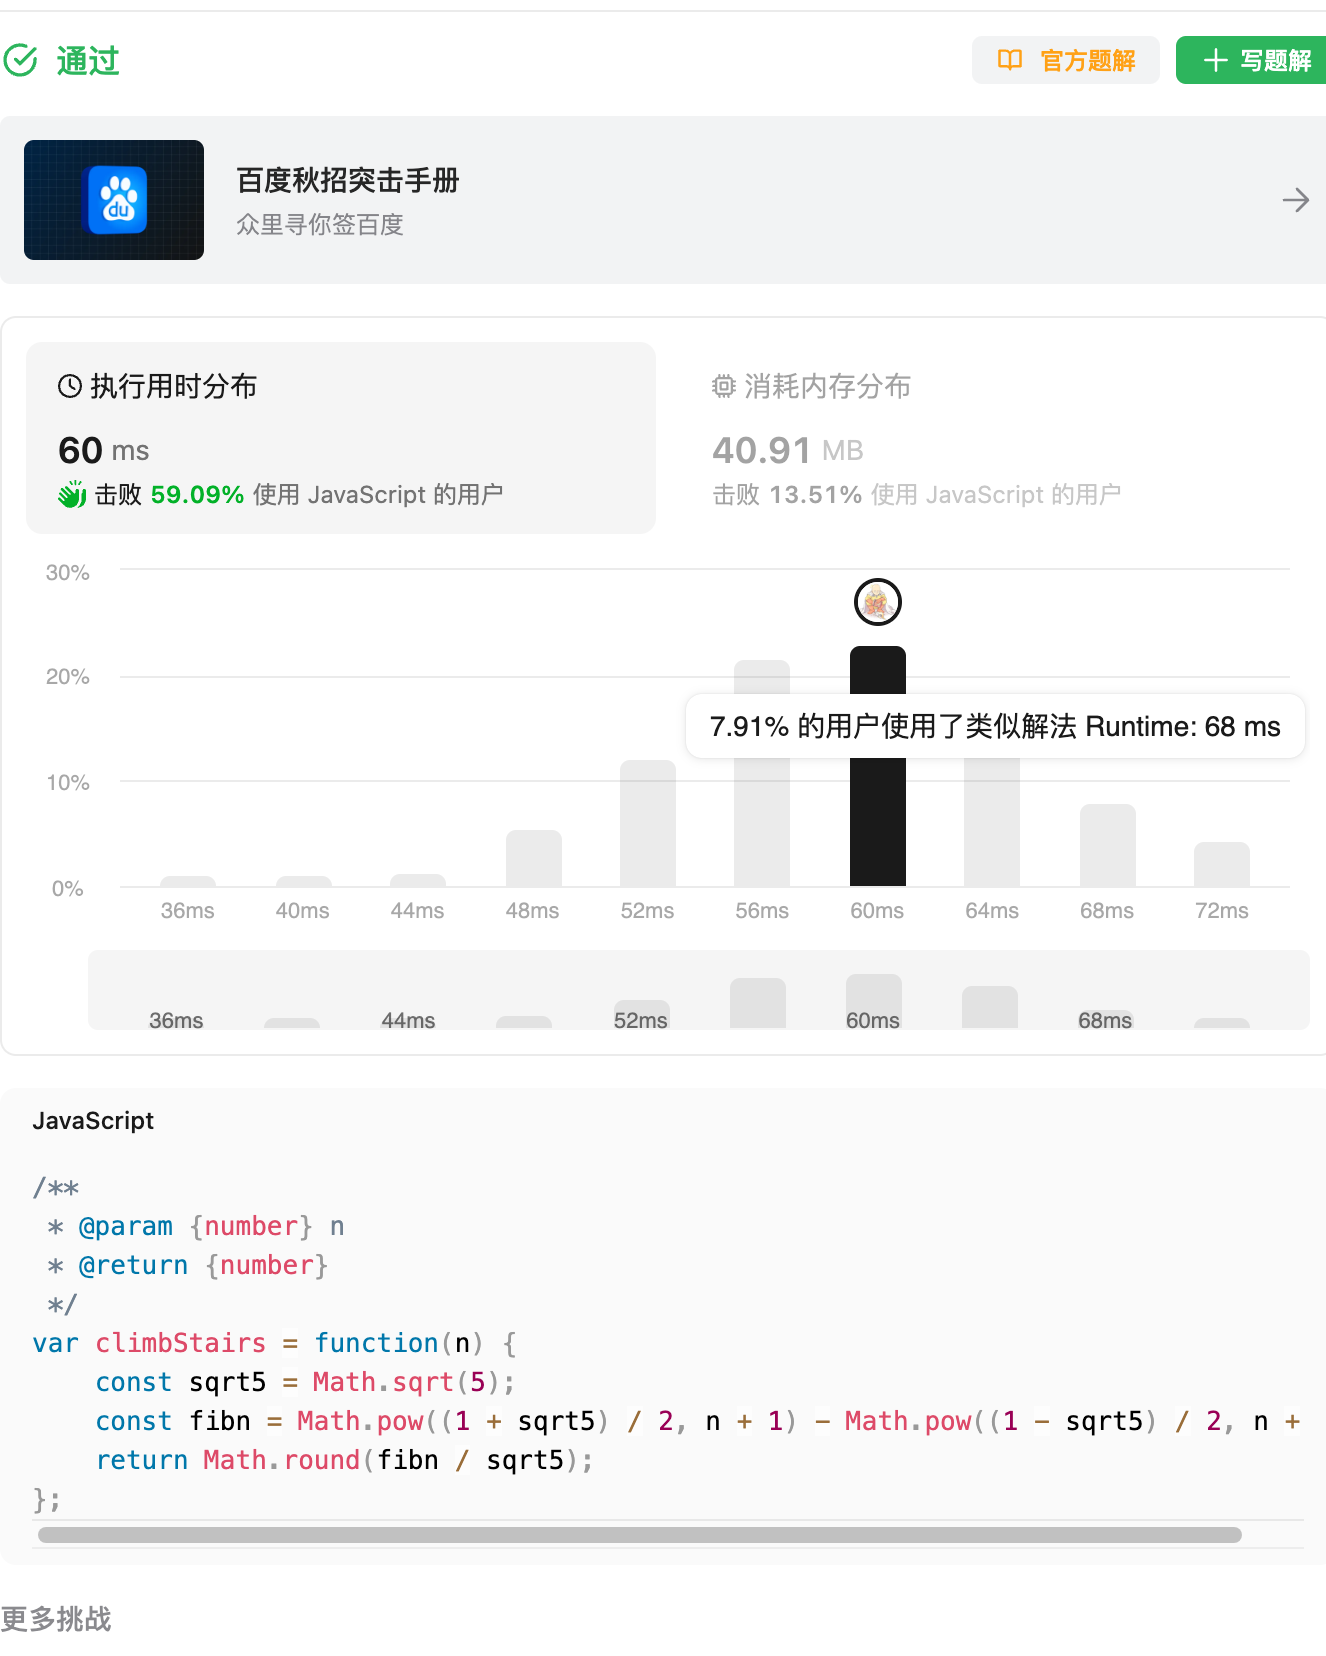 通过
官方题解
写题解
du
百度秋招突击手册
众里寻你签百度
执行用时分布
60 ms
击败 59.09% 使用 JavaScript 的用户
消耗内存分布
40.91 MB
击败 13.51% 使用 JavaScript 的用户
30%
20%
10%
0%
7.91% 的用户使用了类似解法 Runtime: 68 ms
36ms 40ms 44ms 48ms 52ms 56ms 60ms 64ms 68ms 72ms
36ms 44ms 52ms 60ms 68ms
JavaScript
/**
 * @param {number} n
 * @return {number}
 */
var climbStairs = function(n) {
    const sqrt5 = Math.sqrt(5);
    const fibn = Math.pow((1 + sqrt5) / 2, n + 1) - Math.pow((1 - sqrt5) / 2, n +
    return Math.round(fibn / sqrt5);
};
更多挑战